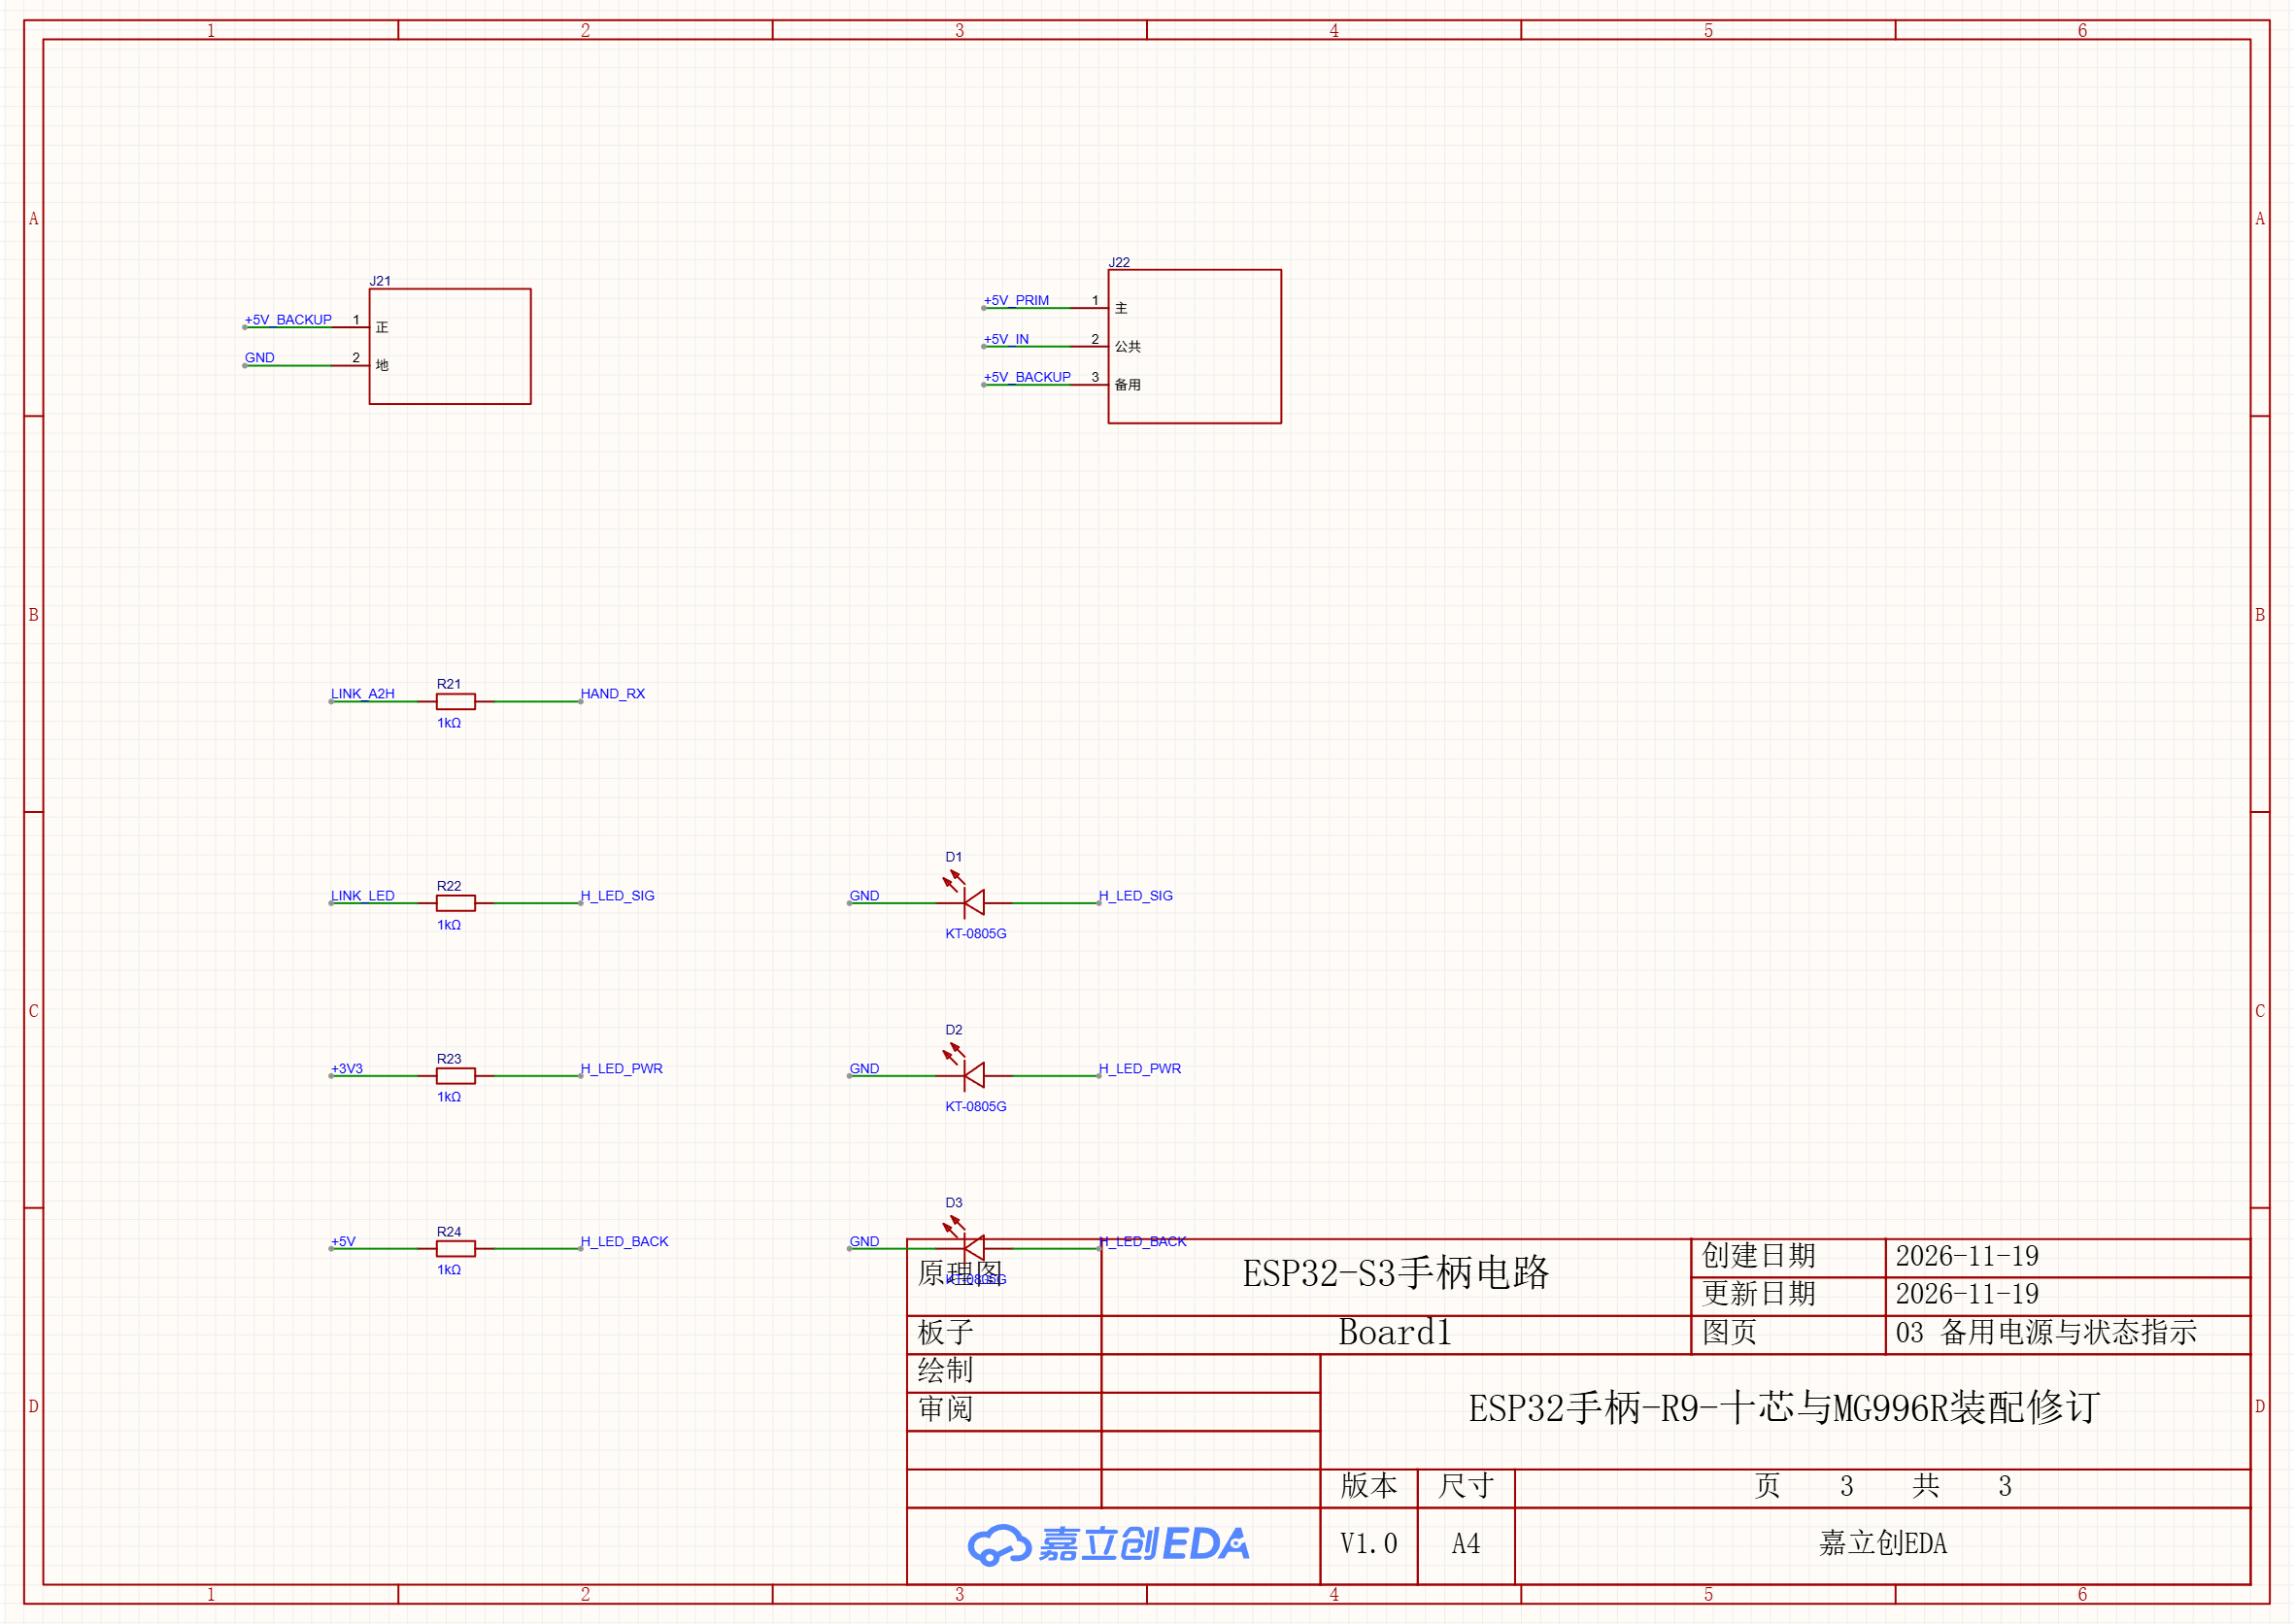 1 2 3 4 5 6
A A
J21
+5V_BACKUP 1 正
GND 2 地
J22
+5V_PRIM 1 主
+5V_IN 2 公共
+5V_BACKUP 3 备用
B B
LINK_A2H R21 HAND_RX
1kΩ
LINK_LED R22 H_LED_SIG
1kΩ
D1
GND H_LED_SIG
KT-0805G
C C
+3V3 R23 H_LED_PWR
1kΩ
D2
GND H_LED_PWR
KT-0805G
+5V R24 H_LED_BACK
1kΩ
D3
GND H_LED_BACK
KT-0805G
原理图 ESP32-S3手柄电路 创建日期 2026-11-19
更新日期 2026-11-19
板子 Board1 图页 03 备用电源与状态指示
绘制
审阅
ESP32手柄-R9-十芯与MG996R装配修订
D D
版本 尺寸 页 3 共 3
嘉立创EDA V1.0 A4 嘉立创EDA
1 2 3 4 5 6